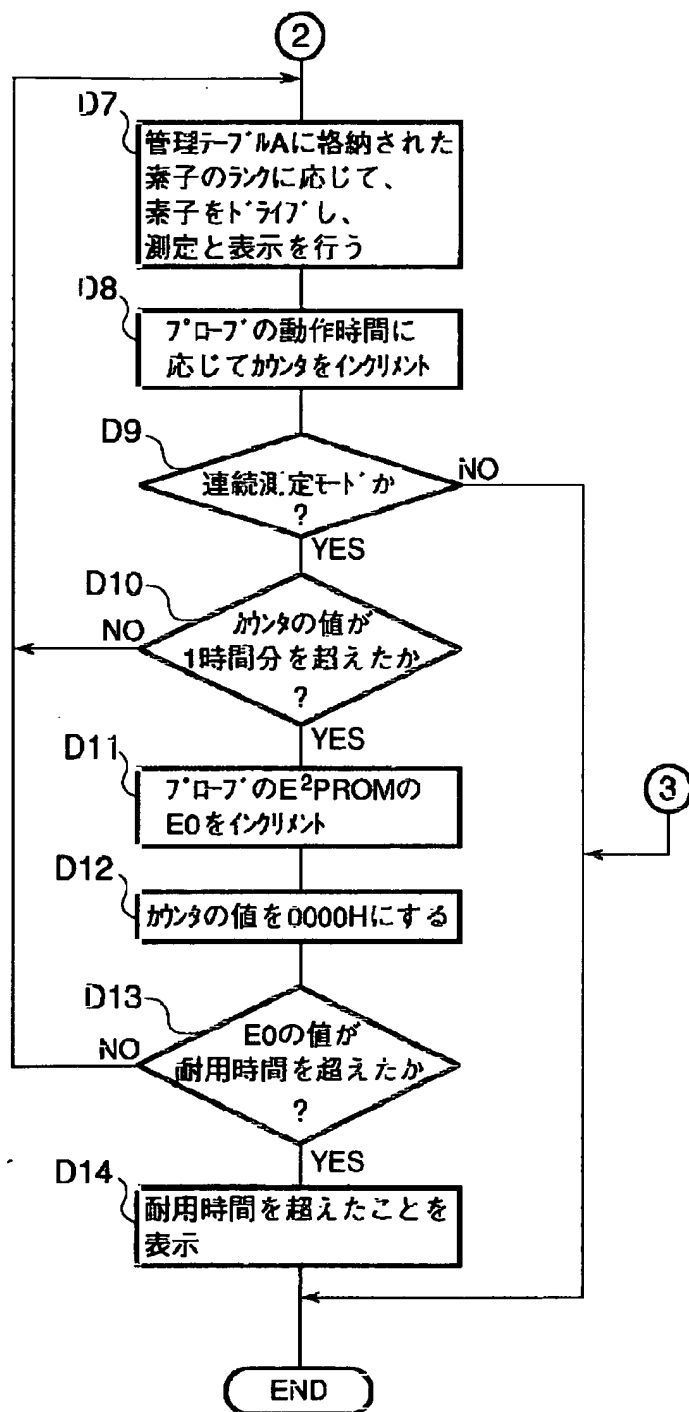 2
D7
管理テーブルAに格納された
素子のランクに応じて、
素子をドライブし、
測定と表示を行う
D8
プローブの動作時間に
応じてカウンタをインクリメント
D9
連続測定モードか
?
NO
YES
D10
カウンタの値が
1時間分を超えたか
?
NO
YES
D11
プローブのE²PROMの
E0をインクリメント
3
D12
カウンタの値を0000Hにする
D13
E0の値が
耐用時間を超えたか
?
NO
YES
D14
耐用時間を超えたことを
表示
END